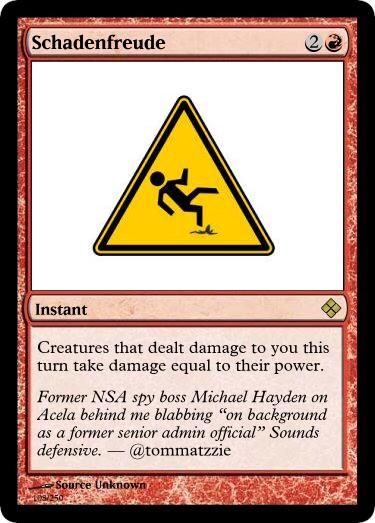 Schadenfreude 2
Instant
Creatures that dealt damage to you this
turn take damage equal to their power.
Former NSA spy boss Michael Hayden on
Acela behind me blabbing “on background
as a former senior admin official” Sounds
defensive. — @tommatzzie
Source Unknown
108/250